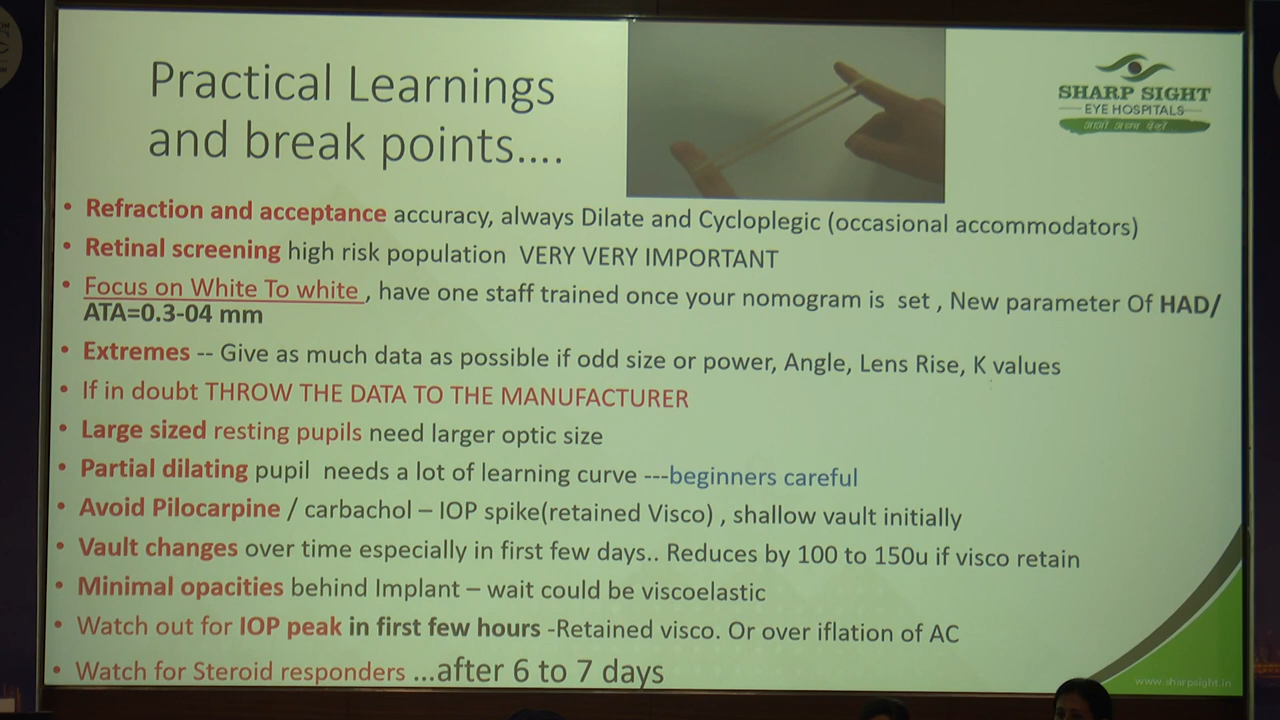 Practical Learnings
and break points....
SHARP SIGHT
EYE HOSPITALS
• Refraction and acceptance accuracy, always Dilate and Cycloplegic (occasional accommodators)
• Retinal screening high risk population VERY VERY IMPORTANT
• Focus on White To white , have one staff trained once your nomogram is set , New parameter Of HAD/
ATA=0.3-04 mm
• Extremes -- Give as much data as possible if odd size or power, Angle, Lens Rise, K values
• If in doubt THROW THE DATA TO THE MANUFACTURER
• Large sized resting pupils need larger optic size
• Partial dilating pupil needs a lot of learning curve ---beginners careful
• Avoid Pilocarpine / carbachol – IOP spike(retained Visco) , shallow vault initially
• Vault changes over time especially in first few days.. Reduces by 100 to 150u if visco retain
• Minimal opacities behind Implant – wait could be viscoelastic
• Watch out for IOP peak in first few hours -Retained visco. Or over iflation of AC
• Watch for Steroid responders ...after 6 to 7 days
www.sharpsight.in